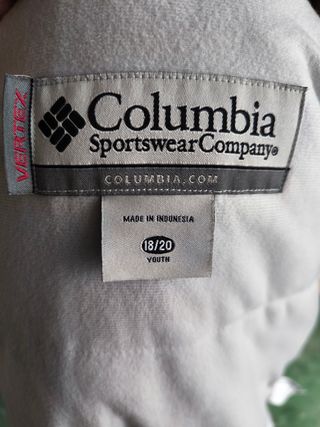 VERTEX
Columbia
Sportswear Company®
COLUMBIA.COM
MADE IN INDONESIA
18/20
YOUTH